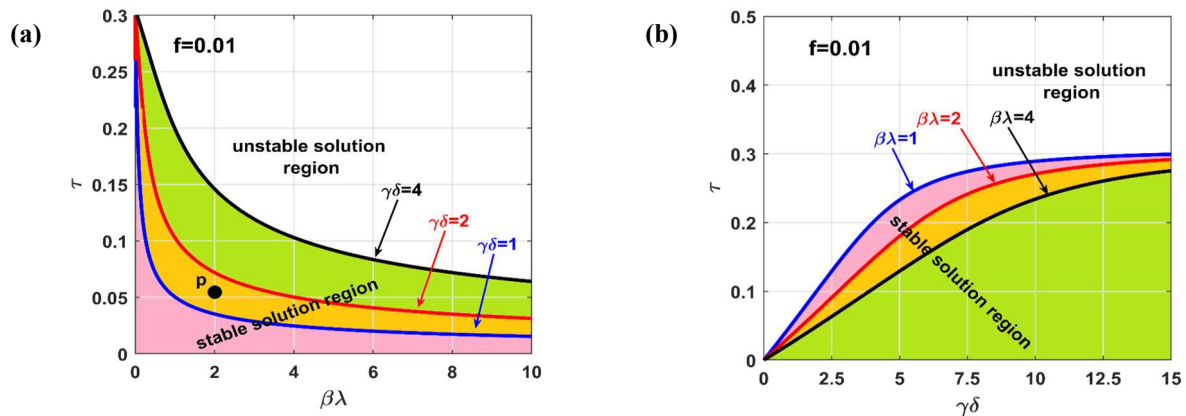 (a)
f=0.01
unstable solution
region
γδ=4
γδ=2
γδ=1
p
stable solution region
τ
0.3
0.25
0.2
0.15
0.1
0.05
0
0 2 4 6 8 10
βλ
(b)
f=0.01
unstable solution
region
βλ=1
βλ=2
βλ=4
stable solution region
τ
0.5
0.4
0.3
0.2
0.1
0
0 2.5 5 7.5 10 12.5 15
γδ